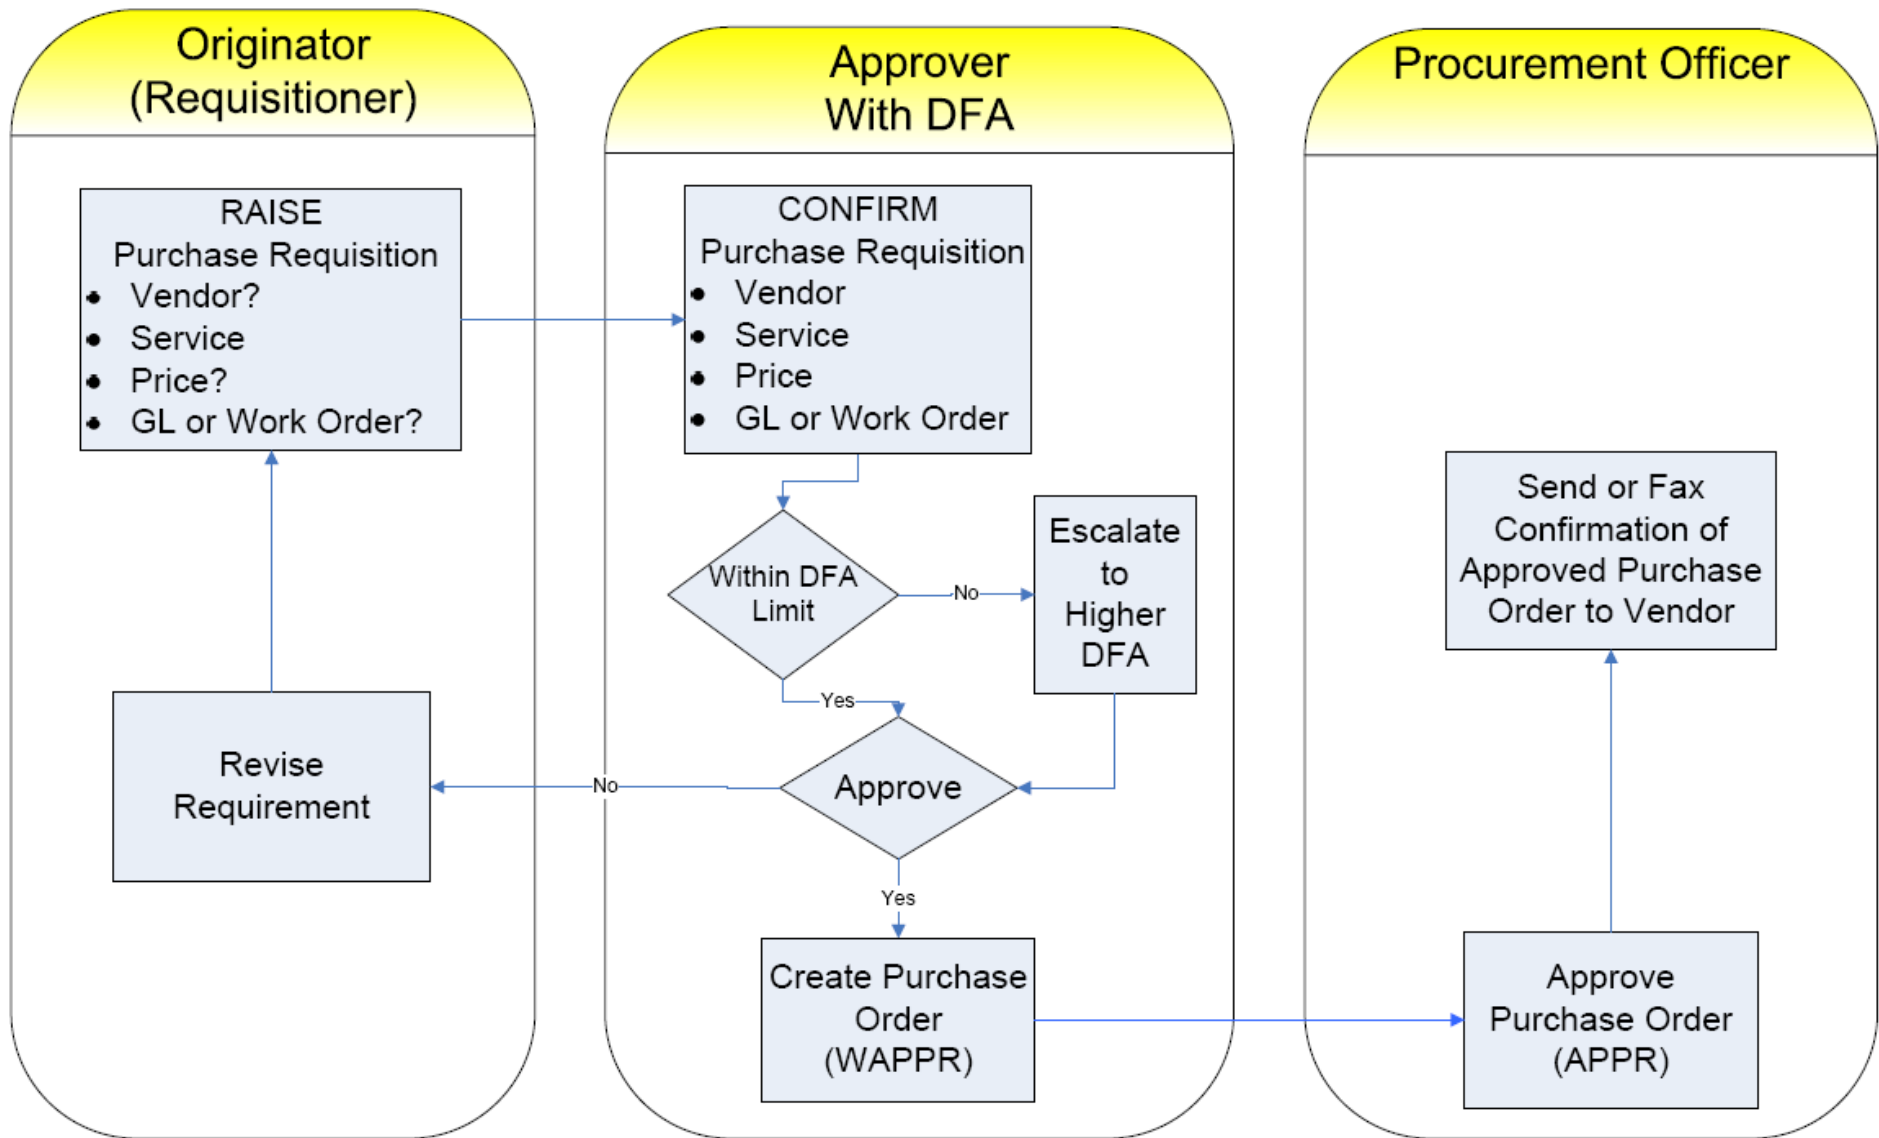 Originator
(Requisitioner)
RAISE
Purchase Requisition
• Vendor?
• Service
• Price?
• GL or Work Order?
Revise
Requirement
Approver
With DFA
CONFIRM
Purchase Requisition
• Vendor
• Service
• Price
• GL or Work Order
Within DFA
Limit
No
Escalate
to
Higher
DFA
Yes
Approve
No
Yes
Create Purchase
Order
(WAPPR)
Procurement Officer
Send or Fax
Confirmation of
Approved Purchase
Order to Vendor
Approve
Purchase Order
(APPR)